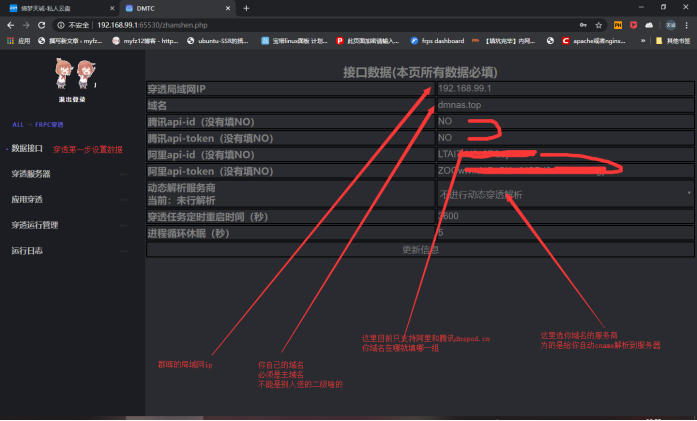 缔梦天诚-私人云盘
DMTC
不安全 | 192.168.99.1:65530/zhanshen.php
应用
撰写新文章 ‹ myfz...
myfz12博客 - http...
ubuntu-SSR的搭...
宝塔linux面板 计划...
此页面加密请输入...
frps dashboard
【填坑完毕】内网...
apache或者nginx...
»
其他书签
退出登录
ALL - FRPC穿透
数据接口
穿透第一步设置数据
穿透服务器
应用穿透
穿透运行管理
运行日志
接口数据(本页所有数据必填)
穿透局域网IP 192.168.99.1
域名 dmnas.top
腾讯api-id（没有填NO） NO
腾讯api-token（没有填NO） NO
阿里api-id（没有填NO） LTAI
阿里api-token（没有填NO）
动态解析服务商
当前：未行解析
不进行动态穿透解析
穿透任务定时重启时间（秒） 3600
进程循环休眠（秒） 5
更新信息
群晖的局域网ip
你自己的域名
必须是主域名
不能是别人送的二级啥的
这里目前只支持阿里和腾讯dnspod.cn
你域名在哪就填哪一组
这里选你域名的服务商
为的是给你自动cname解析到服务器